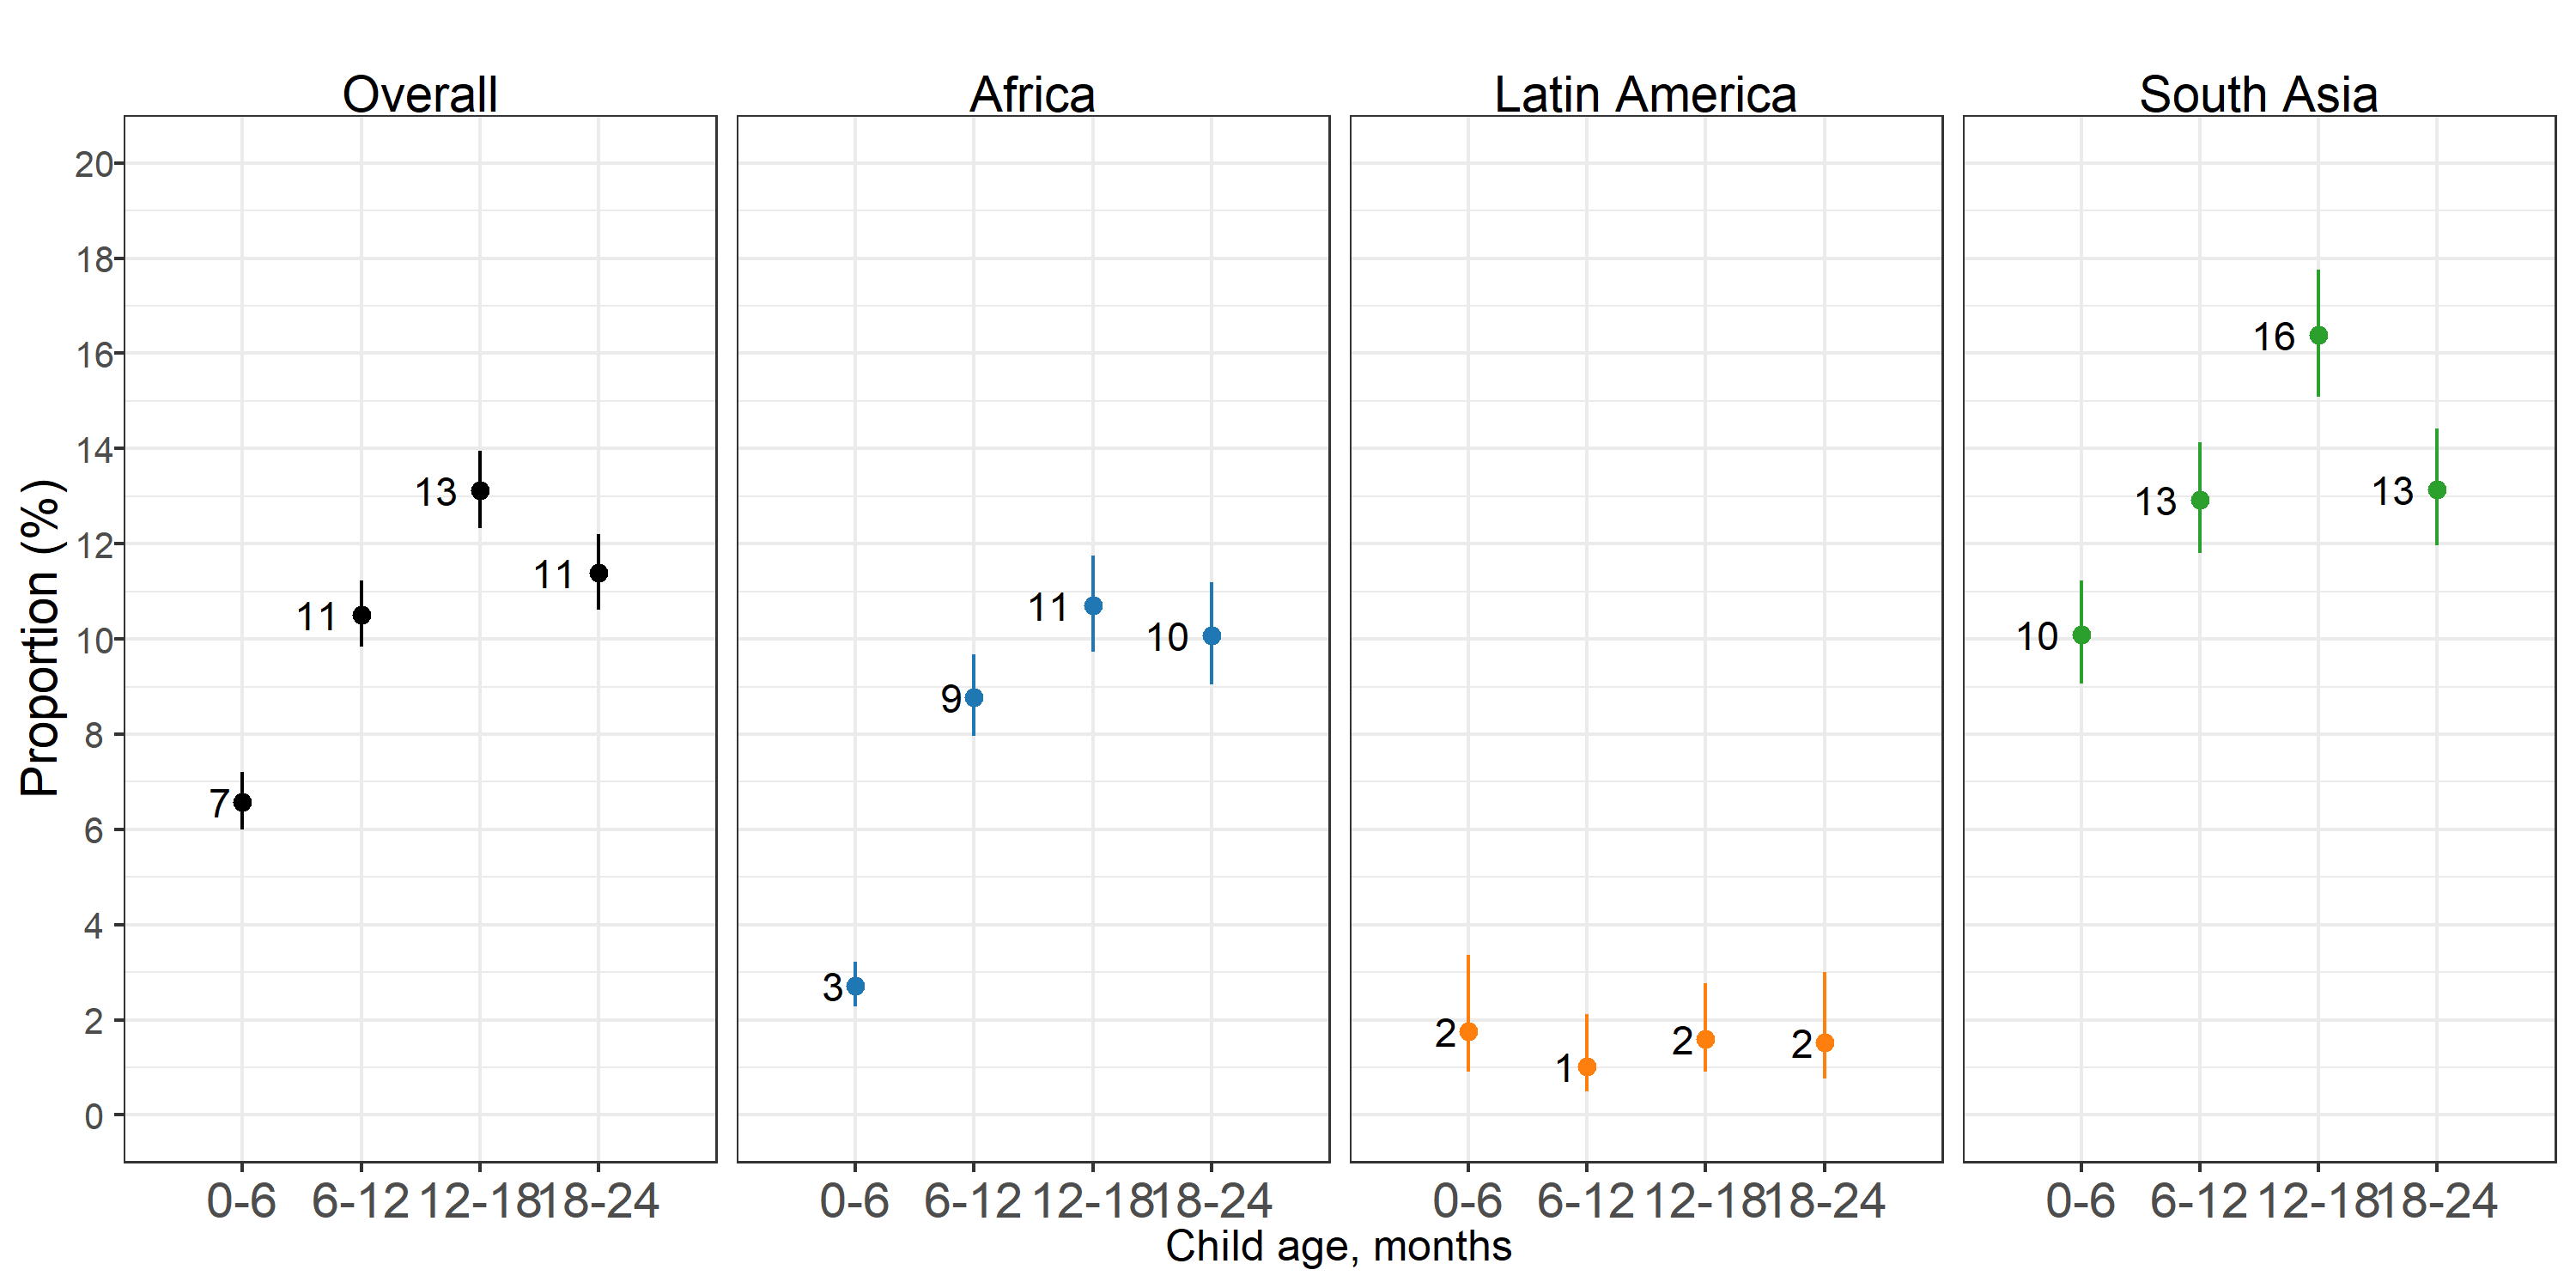 Overall Africa Latin America South Asia
20
18
16
14
12
10
8
6
4
2
0
Proportion (%)
7 11 13 11
3 9 11 10
2 1 2 2
10 13 16 13
0-6 6-12 12-18 18-24 0-6 6-12 12-18 18-24 0-6 6-12 12-18 18-24 0-6 6-12 12-18 18-24
Child age, months